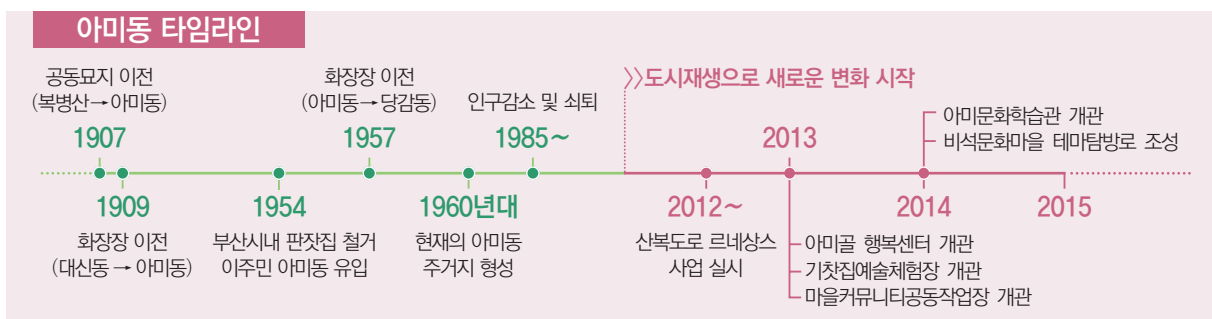 아미동 타임라인
공동묘지 이전
(복병산→아미동)
1907
1909
화장장 이전
(대신동 → 아미동)
1954
부산시내 판잣집 철거
이주민 아미동 유입
화장장 이전
(아미동→당감동)
1957
1960년대
현재의 아미동
주거지 형성
인구감소 및 쇠퇴
1985~
>>도시재생으로 새로운 변화 시작
2012~
산복도로 르네상스
사업 실시
2013
아미골 행복센터 개관
기찻집예술체험장 개관
마을커뮤니티공동작업장 개관
아미문화학습관 개관
비석문화마을 테마탐방로 조성
2014
2015